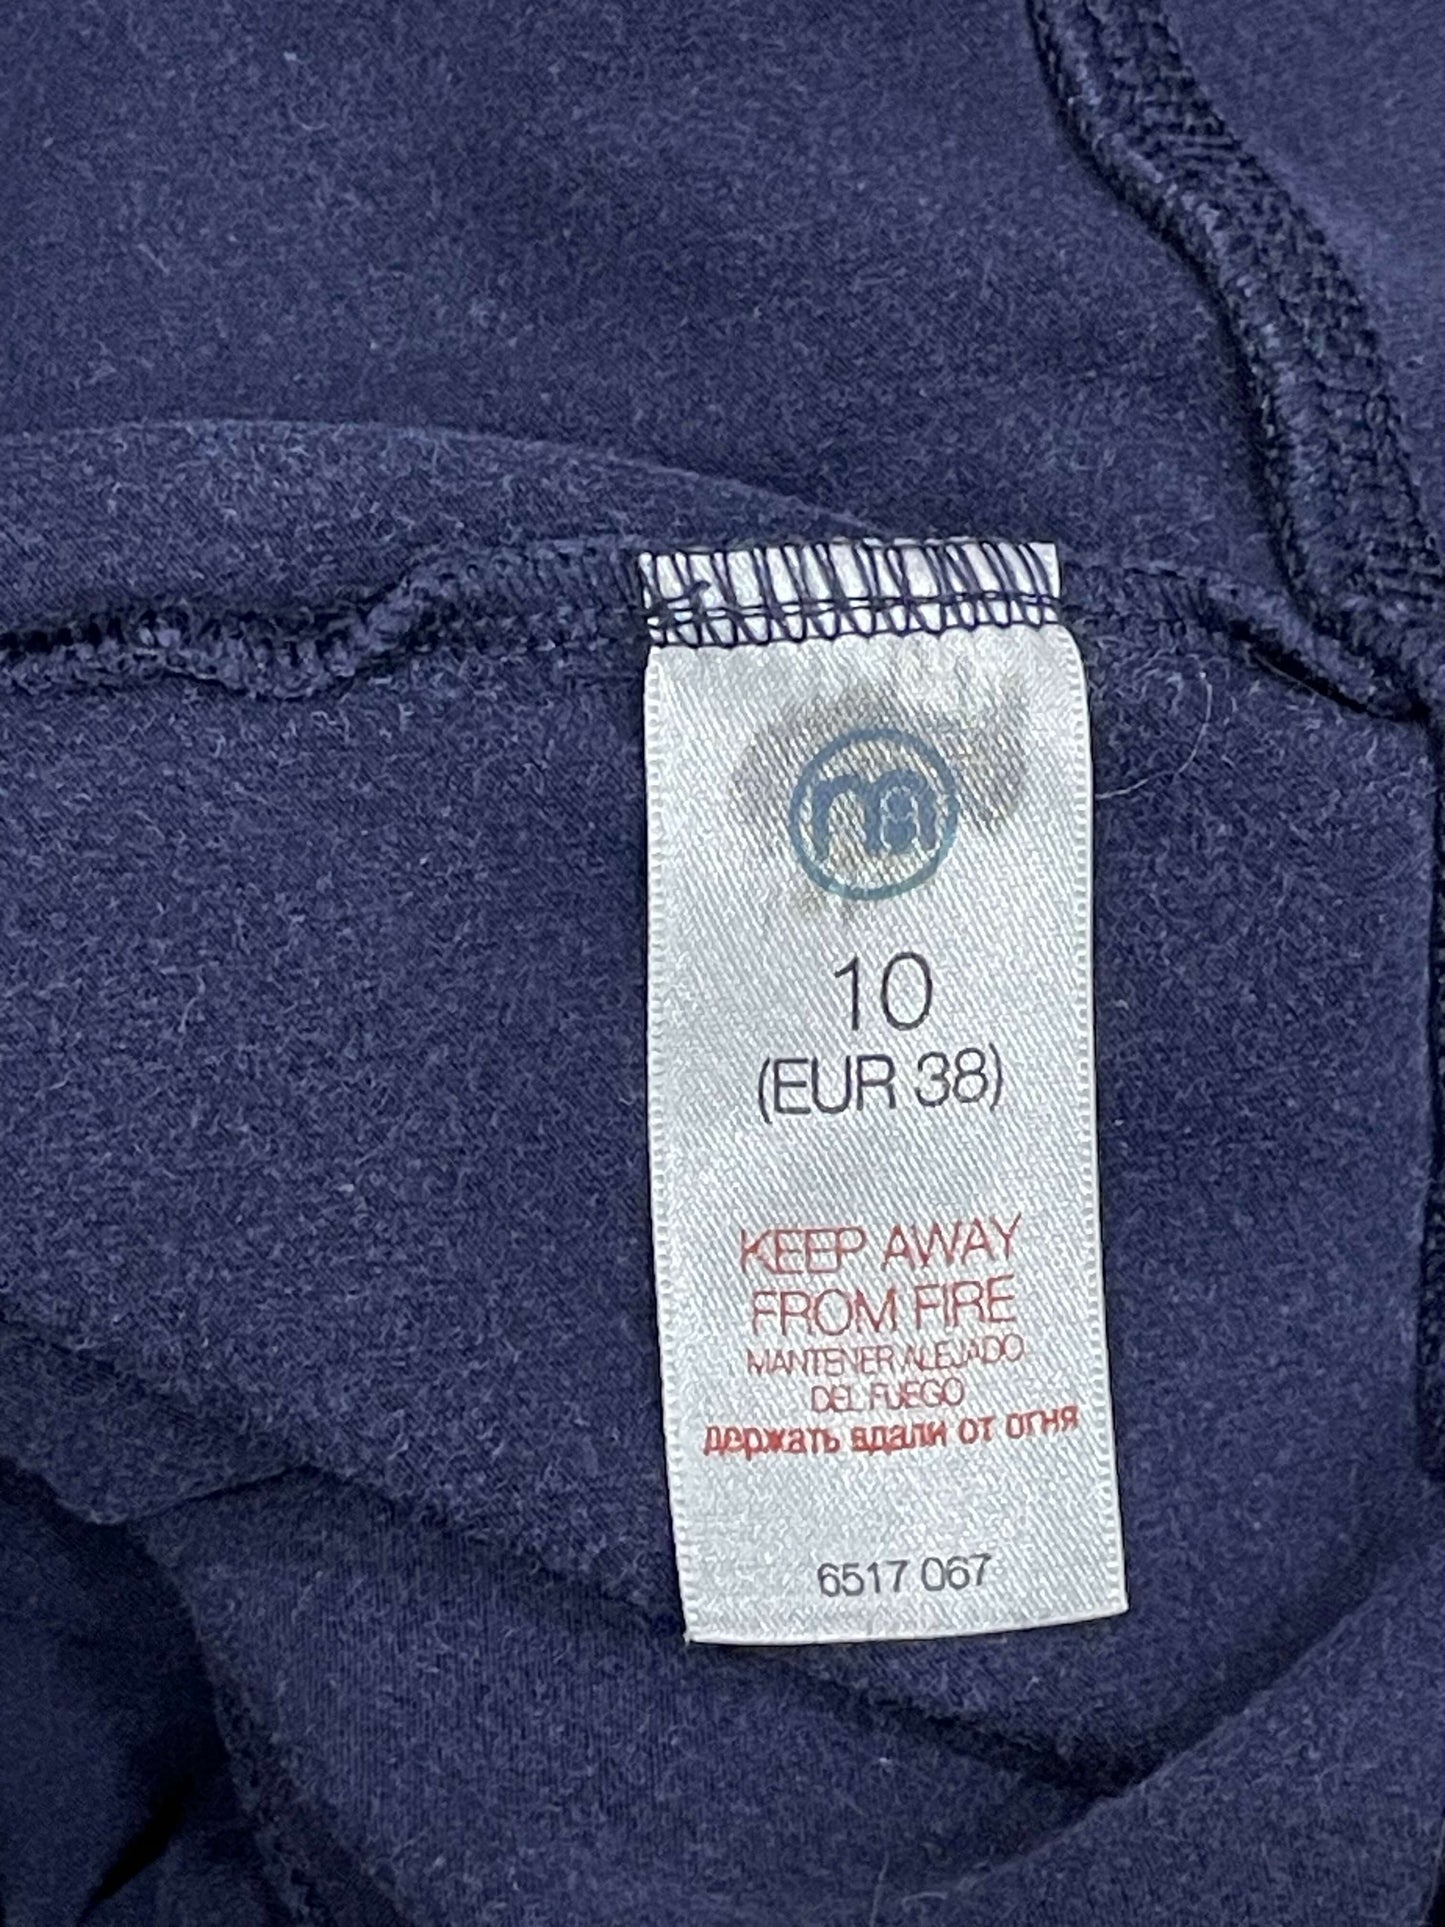 m
10
(EUR 38)
KEEP AWAY
FROM FIRE
MANTENER ALEJADO
DEL FUEGO
держать вдали от огня
6517 067